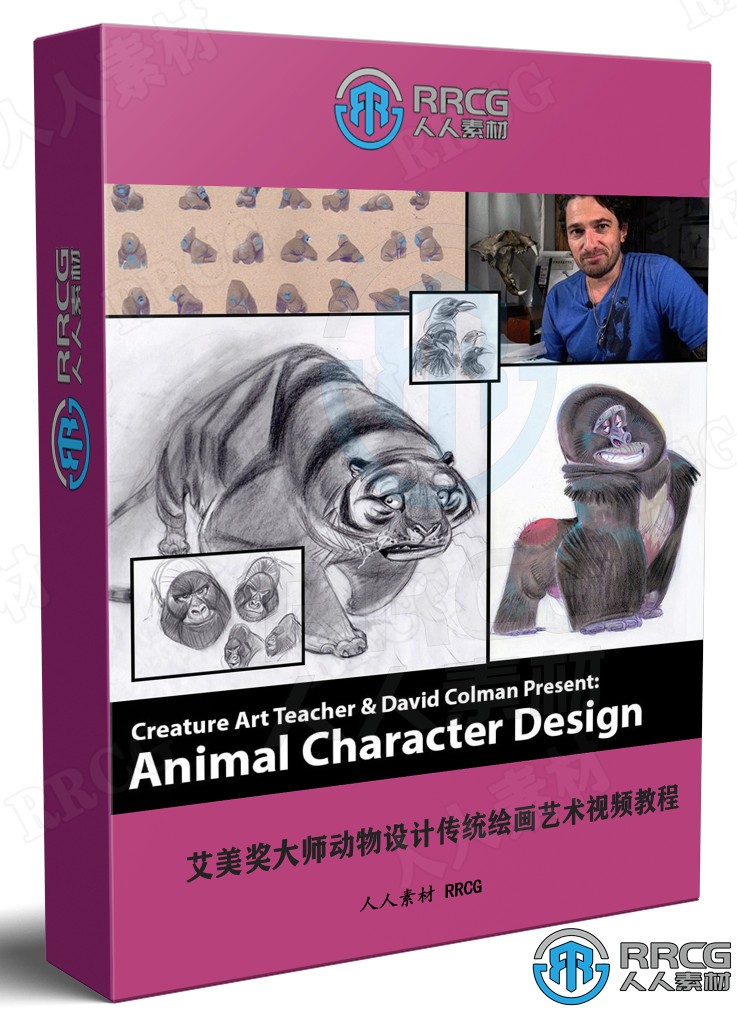 RRCG
人人素材
RRCG
人人素材
Creature Art Teacher & David Colman Present:
Animal Character Design
艾美奖大师动物设计传统绘画艺术视频教程
人人素材 RRCG
RRCG
人人素材